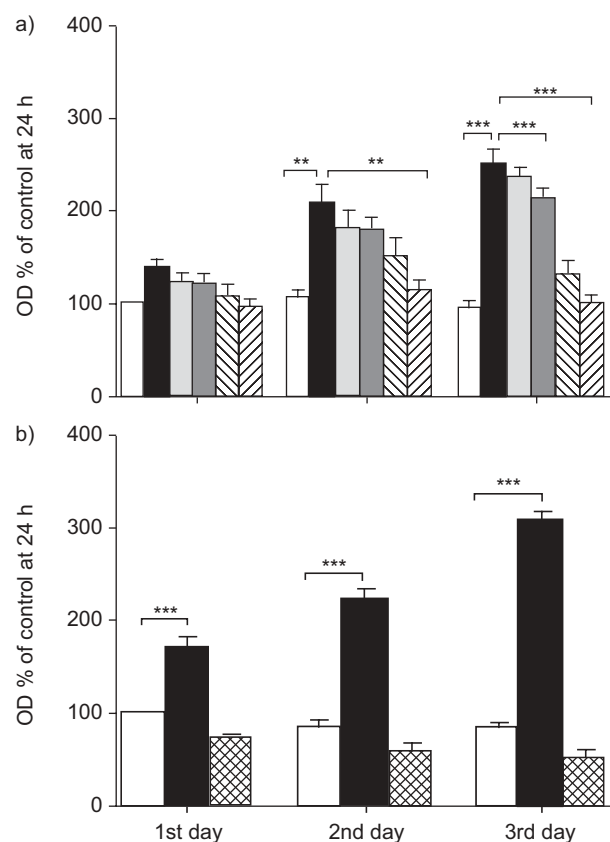 a)
OD % of control at 24 h
400
300
200
100
0
**
**
***
***
***
b)
OD % of control at 24 h
400
300
200
100
0
***
***
***
1st day
2nd day
3rd day